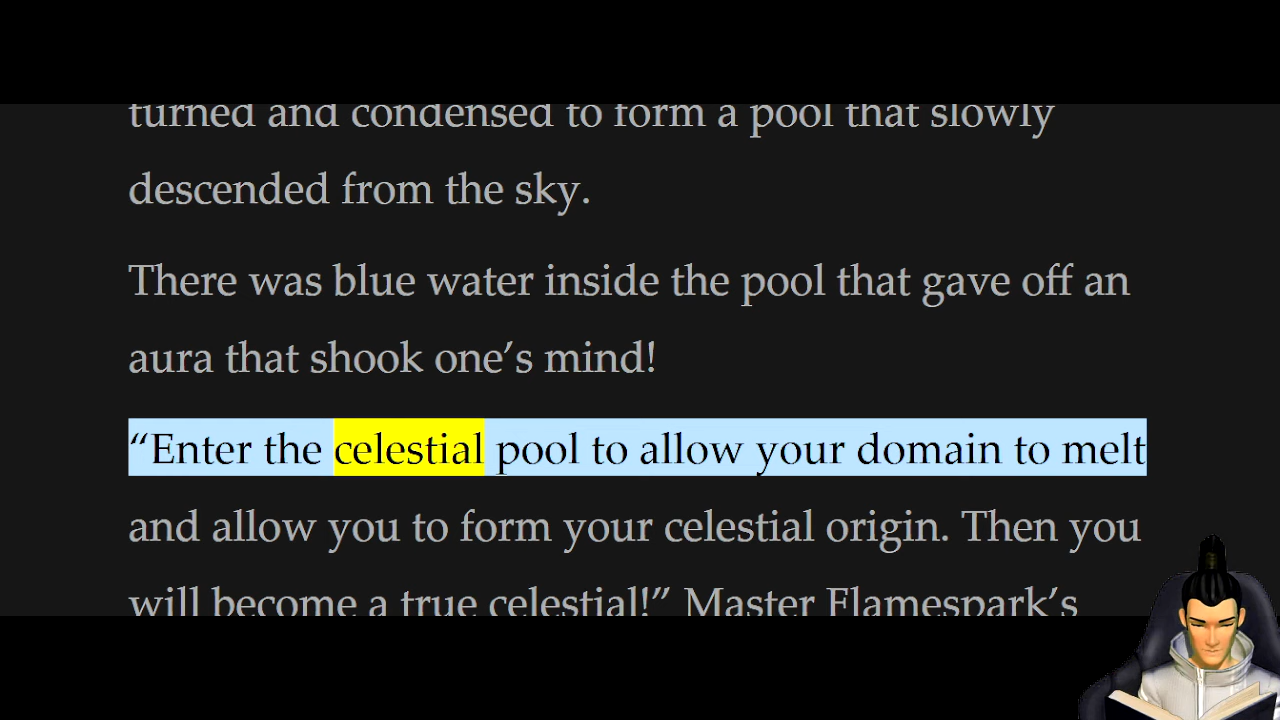 turned and condensed to form a pool that slowly
descended from the sky.
There was blue water inside the pool that gave off an
aura that shook one’s mind!
“Enter the celestial pool to allow your domain to melt
and allow you to form your celestial origin. Then you
will become a true celestial!” Master Flamespark’s